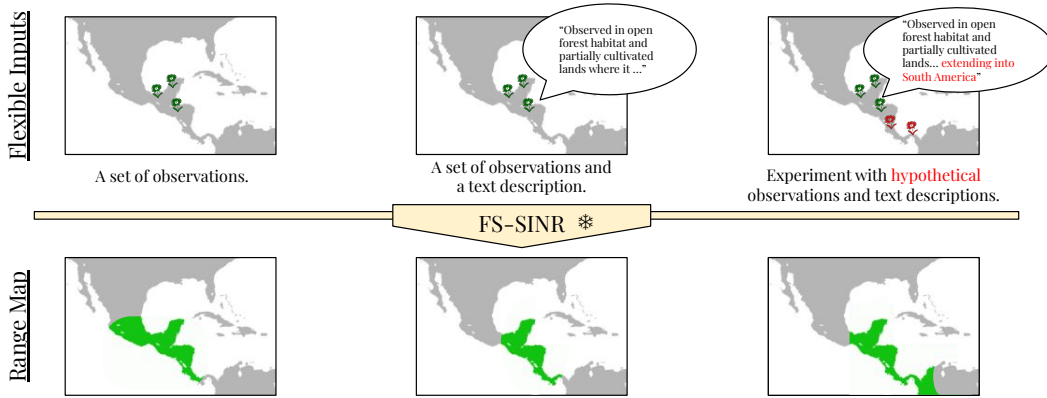 Flexible Inputs
“Observed in open
forest habitat and
partially cultivated
lands where it ...”
“Observed in open
forest habitat and
partially cultivated
lands... extending into
South America”
A set of observations.
A set of observations and
a text description.
Experiment with hypothetical
observations and text descriptions.
FS-SINR
Range Map